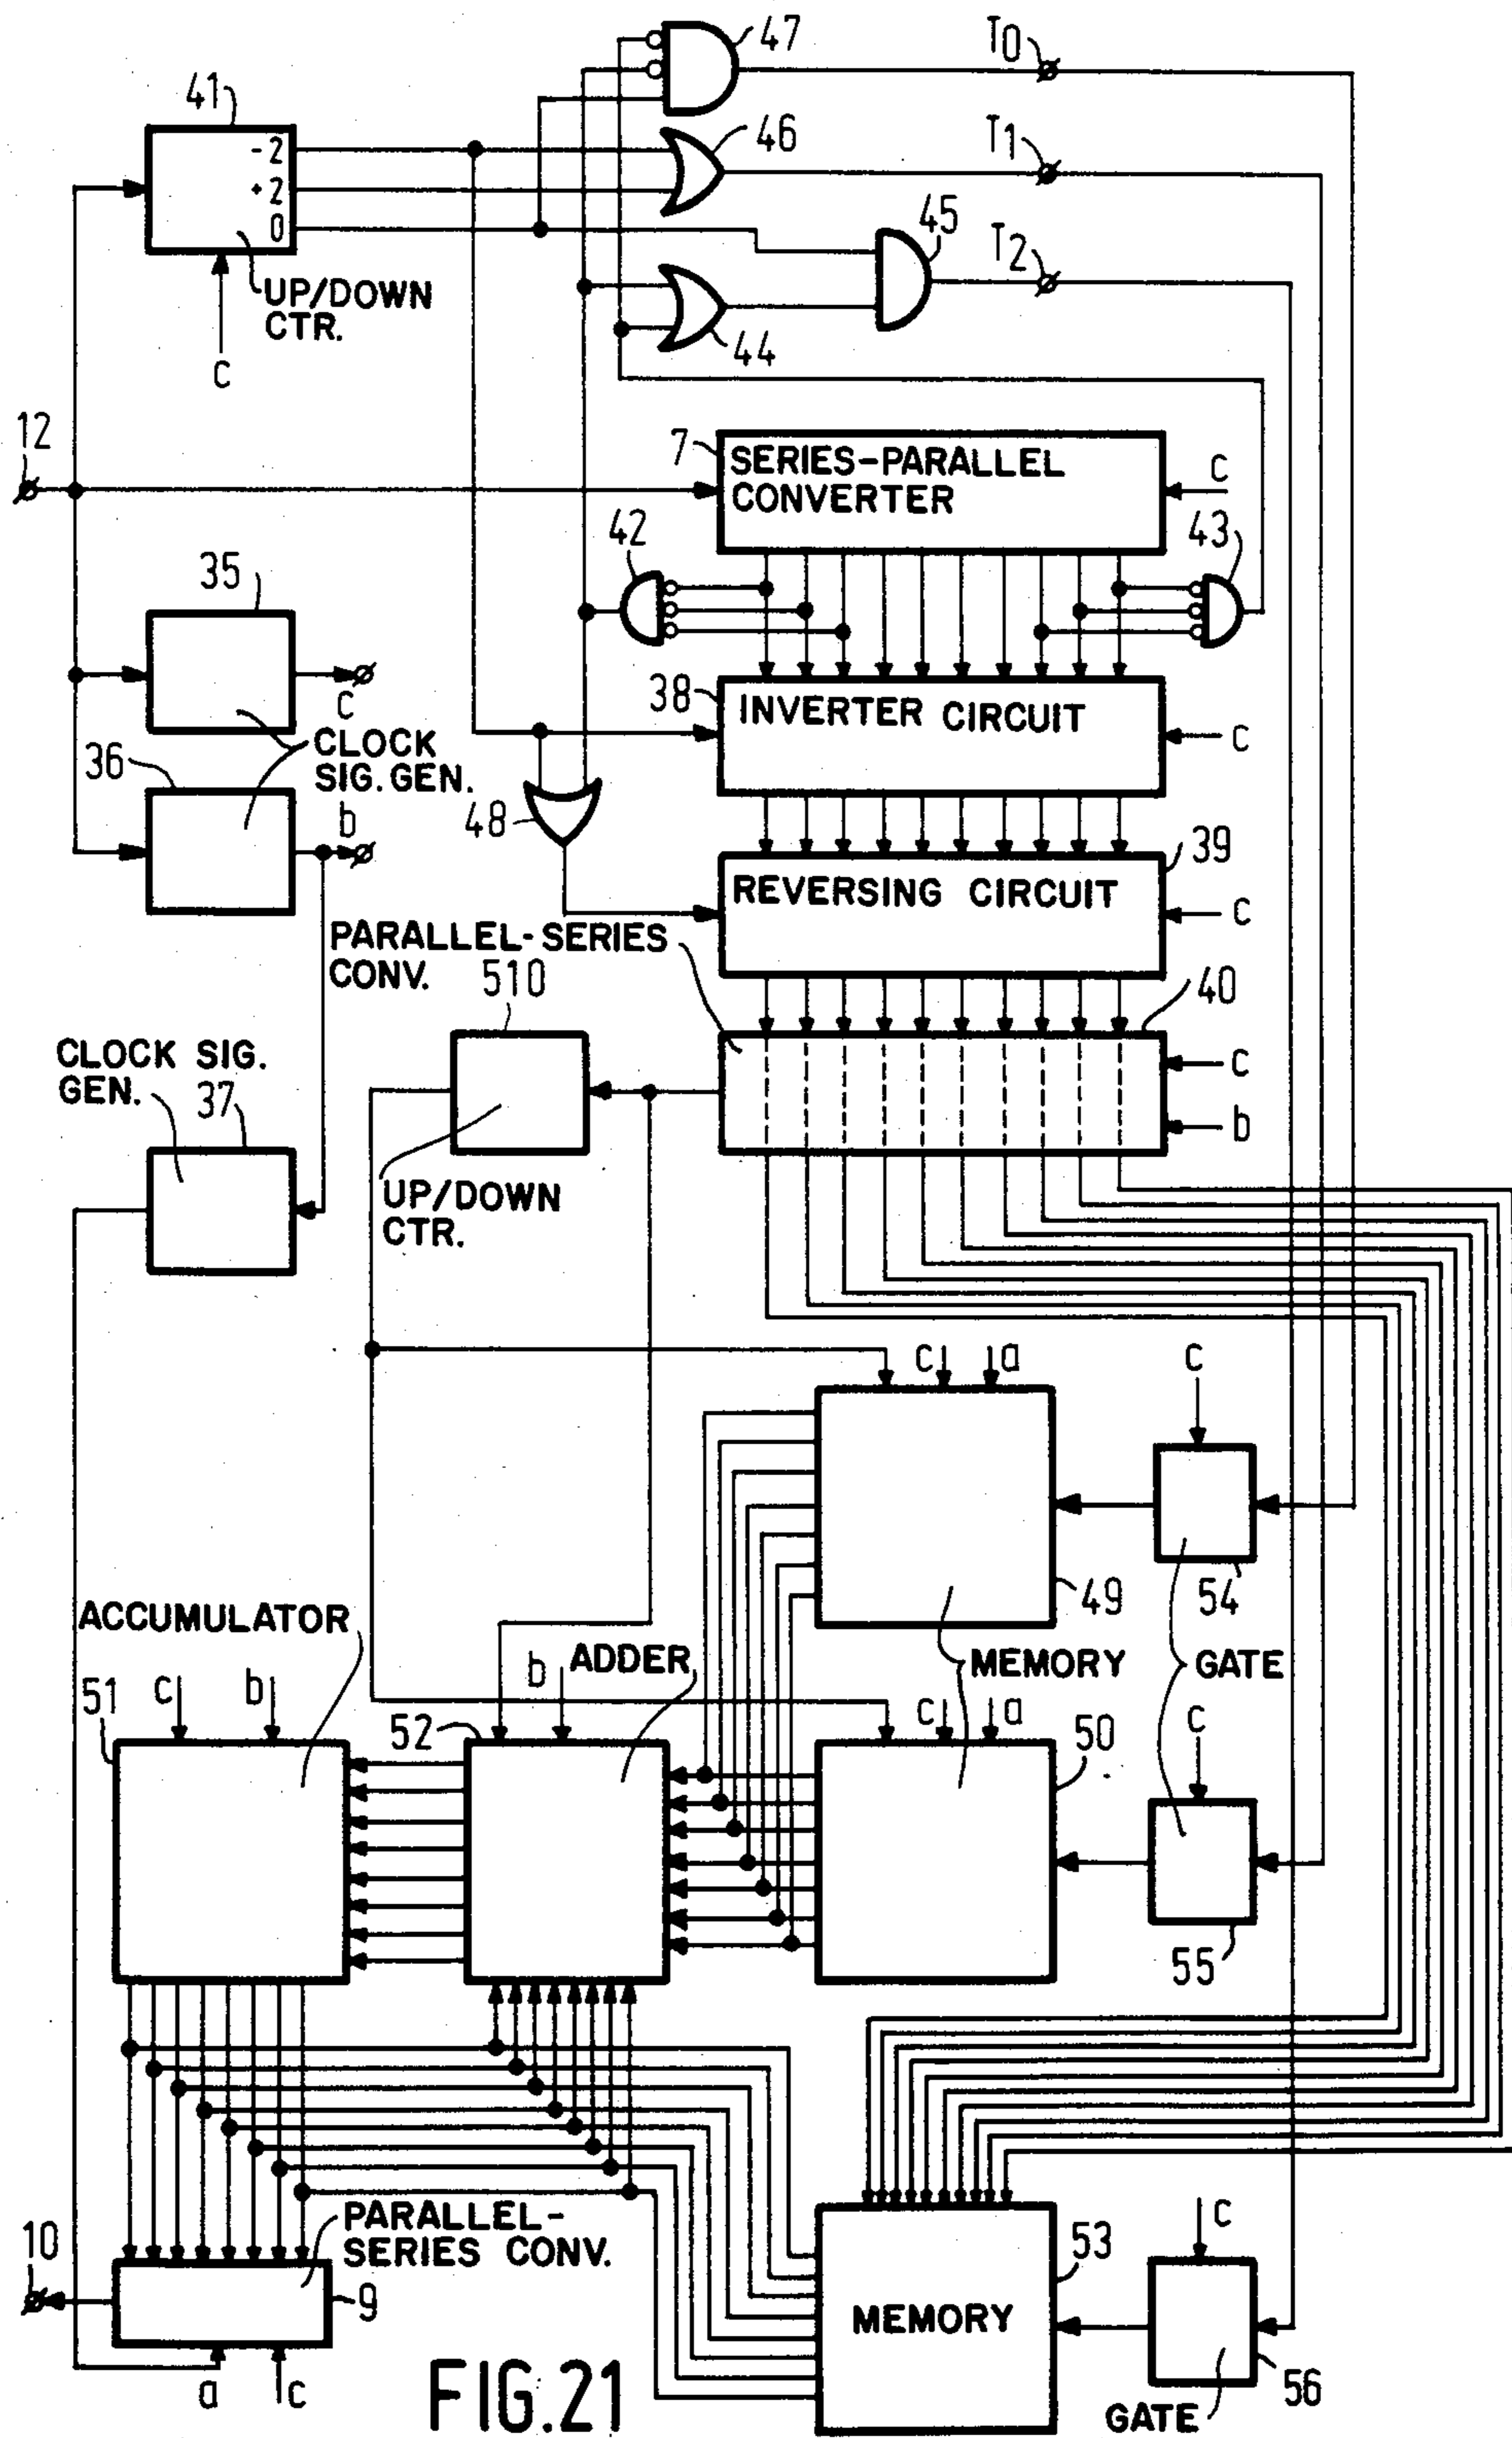 47
T0
41
-2
46
T1
+2
0
45
T2
UP/DOWN
CTR.
44
c
12
7
SERIES-PARALLEL
CONVERTER
c
42
43
35
38
INVERTER CIRCUIT
c
c
CLOCK
SIG. GEN.
36
b
48
39
REVERSING CIRCUIT
c
PARALLEL-SERIES
CONV.
510
40
CLOCK SIG.
GEN.
37
c
b
UP/DOWN
CTR.
c
a
c
49
54
ACCUMULATOR
b
ADDER
MEMORY
GATE
51
c
b
52
c
a
50
c
55
10
PARALLEL-
SERIES CONV.
9
53
c
MEMORY
a
c
56
GATE
FIG.21